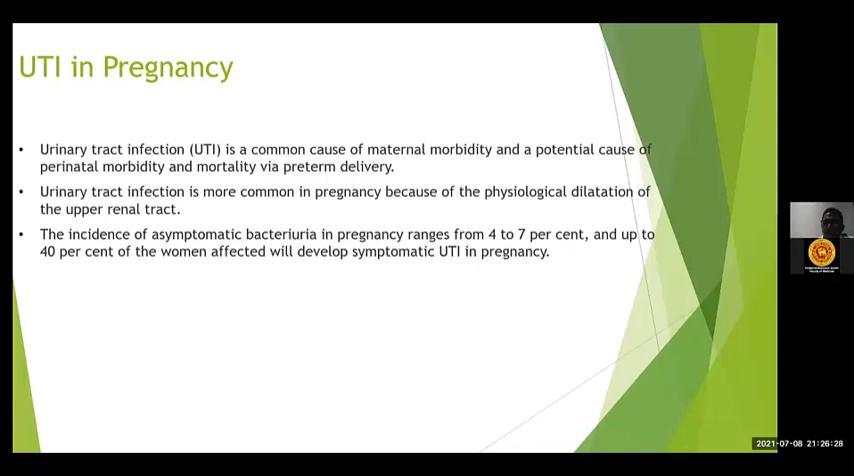 UTI in Pregnancy
• Urinary tract infection (UTI) is a common cause of maternal morbidity and a potential cause of
perinatal morbidity and mortality via preterm delivery.
• Urinary tract infection is more common in pregnancy because of the physiological dilatation of
the upper renal tract.
• The incidence of asymptomatic bacteriuria in pregnancy ranges from 4 to 7 per cent, and up to
40 per cent of the women affected will develop symptomatic UTI in pregnancy.
Faculty of Medicine
2021-07-08 21:26:28